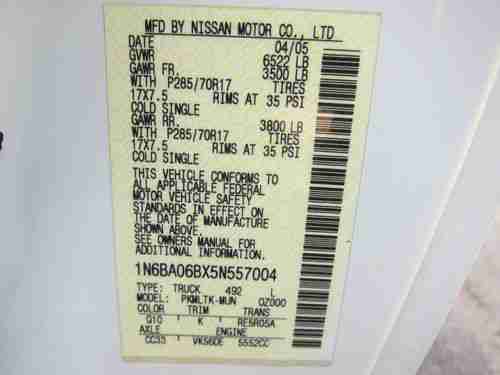 MFD BY NISSAN MOTOR CO., LTD
DATE 04/05
GVWR 6522 LB
GAWR FR. 3500 LB
WITH P285/70R17 TIRES
17X7.5 RIMS AT 35 PSI
COLD SINGLE
GAWR RR. 3800 LB
WITH P285/70R17 TIRES
17X7.5 RIMS AT 35 PSI
COLD SINGLE
THIS VEHICLE CONFORMS TO
ALL APPLICABLE FEDERAL
MOTOR VEHICLE SAFETY
STANDARDS IN EFFECT ON
THE DATE OF MANUFACTURE
SHOWN ABOVE
SEE OWNERS MANUAL FOR
ADDITIONAL INFORMATION
1N6BA06BX5N557004
TYPE: TRUCK 492 L
MODEL: PKMLTK-MUN QZ000
COLOR TRIM TRANS
Q10 K RE5R05A
AXLE ENGINE
CC33 VK56DE 5552CC